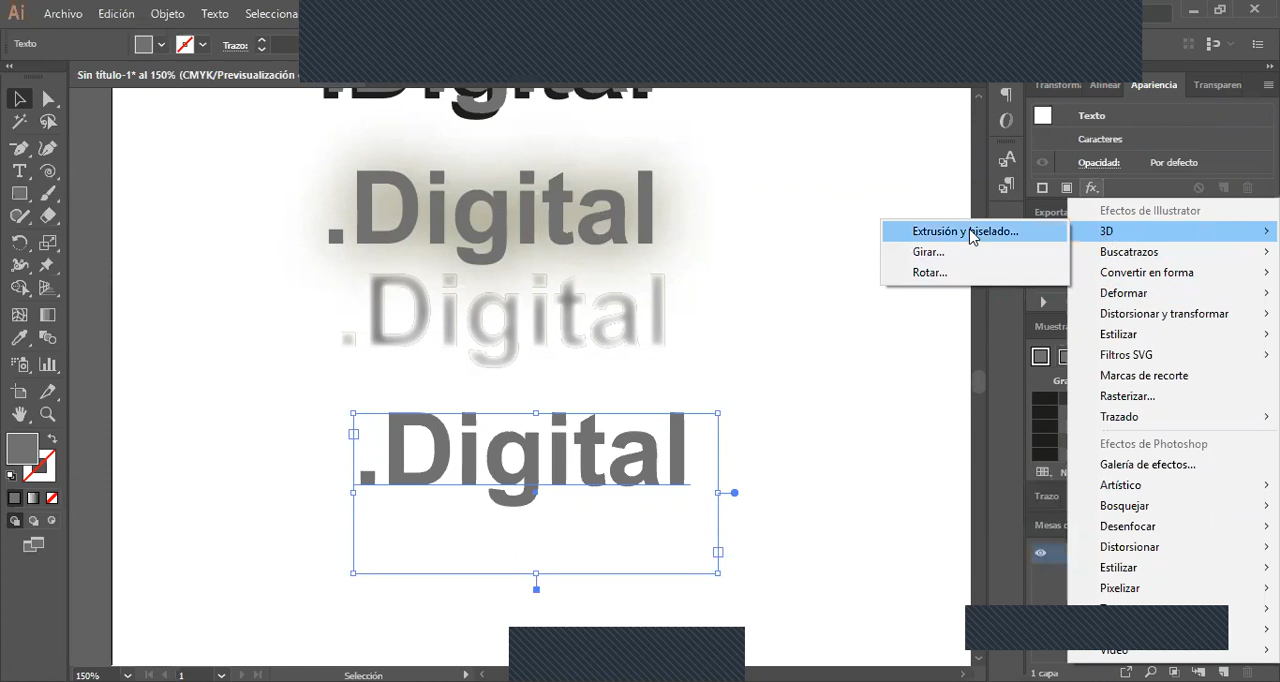 Ai Archivo Edición Objeto Texto Selecciona
Texto Trazo:
Sin título-1* al 150% (CMYK/Previsualización
Transform Alinear Apariencia Transparen
Texto
Caracteres
Opacidad: Por defecto
fx.
Exporta
Efectos de Illustrator
3D
Extrusión y biselado...
Girar...
Rotar...
Buscatrazos
Convertir en forma
Deformar
Distorsionar y transformar
Muestra
Estilizar
Filtros SVG
Marcas de recorte
Rasterizar...
Trazado
Efectos de Photoshop
Galería de efectos...
Artístico
Trazo
Bosquejar
Mesas d
Desenfocar
Distorsionar
Estilizar
Pixelizar
Vídeo
.Digital
.Digital
.Digital
.Digital
150% 1 Selección 1 capa